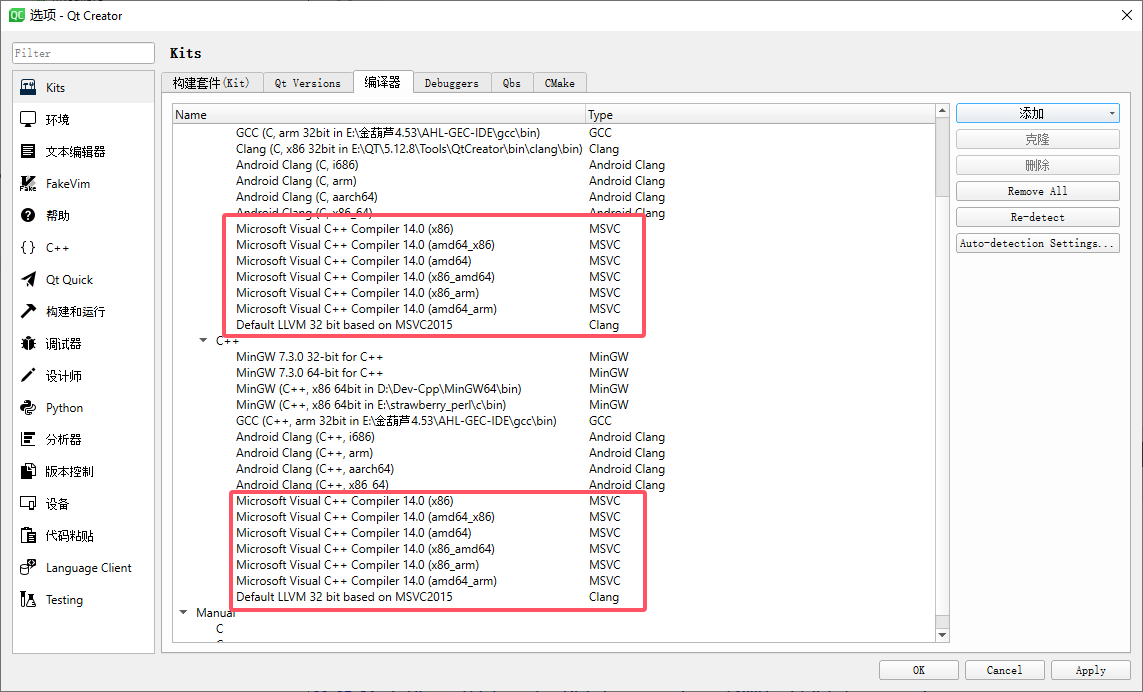 选项 - Qt Creator
Filter
Kits
Kits
环境
文本编辑器
FakeVim
帮助
C++
Qt Quick
构建和运行
调试器
设计师
Python
分析器
版本控制
设备
代码粘贴
Language Client
Testing
构建套件(Kit)
Qt Versions
编译器
Debuggers
Qbs
CMake
Name Type
GCC (C, arm 32bit in E:\金葫芦4.53\AHL-GEC-IDE\gcc\bin) GCC
Clang (C, x86 32bit in E:\QT\5.12.8\Tools\QtCreator\bin\clang\bin) Clang
Android Clang (C, i686) Android Clang
Android Clang (C, arm) Android Clang
Android Clang (C, aarch64) Android Clang
Android Clang (C, x86_64) Android Clang
Microsoft Visual C++ Compiler 14.0 (x86) MSVC
Microsoft Visual C++ Compiler 14.0 (amd64_x86) MSVC
Microsoft Visual C++ Compiler 14.0 (amd64) MSVC
Microsoft Visual C++ Compiler 14.0 (x86_amd64) MSVC
Microsoft Visual C++ Compiler 14.0 (x86_arm) MSVC
Microsoft Visual C++ Compiler 14.0 (amd64_arm) MSVC
Default LLVM 32 bit based on MSVC2015 Clang
C++
MinGW 7.3.0 32-bit for C++ MinGW
MinGW 7.3.0 64-bit for C++ MinGW
MinGW (C++, x86 64bit in D:\Dev-Cpp\MinGW64\bin) MinGW
MinGW (C++, x86 64bit in E:\strawberry_perl\c\bin) MinGW
GCC (C++, arm 32bit in E:\金葫芦4.53\AHL-GEC-IDE\gcc\bin) GCC
Android Clang (C++, i686) Android Clang
Android Clang (C++, arm) Android Clang
Android Clang (C++, aarch64) Android Clang
Android Clang (C++, x86_64) Android Clang
Microsoft Visual C++ Compiler 14.0 (x86) MSVC
Microsoft Visual C++ Compiler 14.0 (amd64_x86) MSVC
Microsoft Visual C++ Compiler 14.0 (amd64) MSVC
Microsoft Visual C++ Compiler 14.0 (x86_amd64) MSVC
Microsoft Visual C++ Compiler 14.0 (x86_arm) MSVC
Microsoft Visual C++ Compiler 14.0 (amd64_arm) MSVC
Default LLVM 32 bit based on MSVC2015 Clang
Manual
C
添加
克隆
删除
Remove All
Re-detect
Auto-detection Settings...
OK
Cancel
Apply